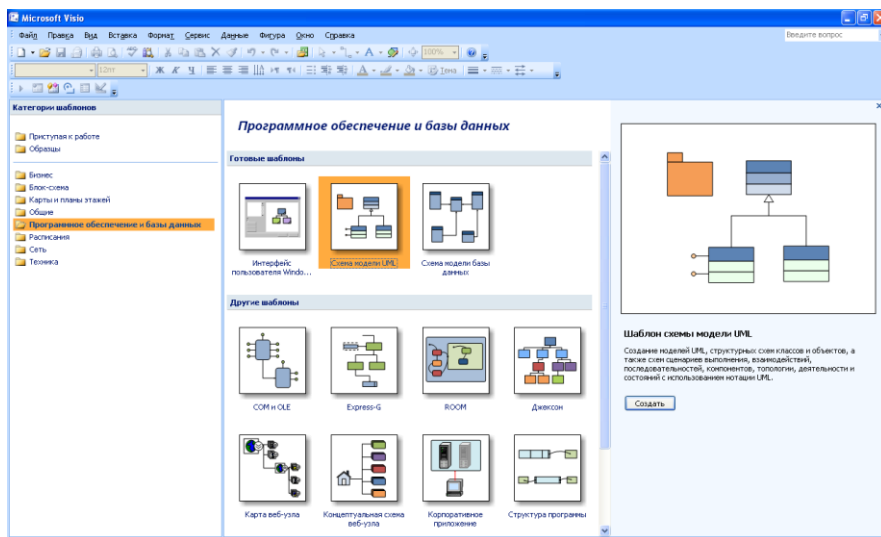 Microsoft Visio
Файл Правка Вид Вставка Формат Сервис Данные Фигура Окно Справка
Введите вопрос
100%
12пт Ж К Ч Тема
Категории шаблонов
Приступая к работе
Образцы
Бизнес
Блок-схема
Карты и планы этажей
Общие
Программное обеспечение и базы данных
Расписания
Сеть
Техника
Программное обеспечение и базы данных
Готовые шаблоны
Интерфейс
пользователя Windo...
Схема модели UML
Схема модели базы
данных
Другие шаблоны
COM и OLE
Express-G
ROOM
Джексон
Карта веб-узла
Концептуальная схема
веб-узла
Корпоративное
приложение
Структура программы
Шаблон схемы модели UML
Создание моделей UML, структурных схем классов и объектов, а
также схем сценариев выполнения, взаимодействий,
последовательностей, компонентов, топологии, деятельности и
состояний с использованием нотации UML.
Создать